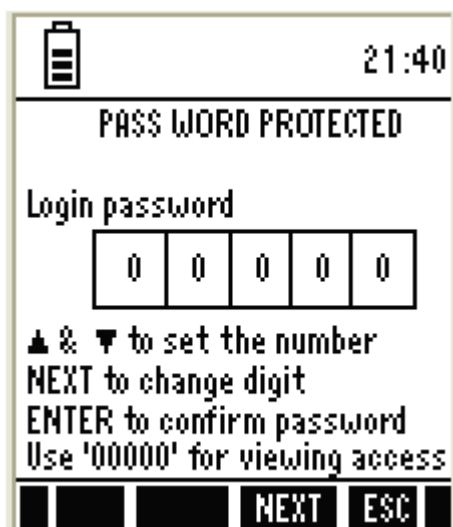 21:40
PASS WORD PROTECTED
Login password
0 0 0 0 0
▲ & ▼ to set the number
NEXT to change digit
ENTER to confirm password
Use '00000' for viewing access
NEXT ESC